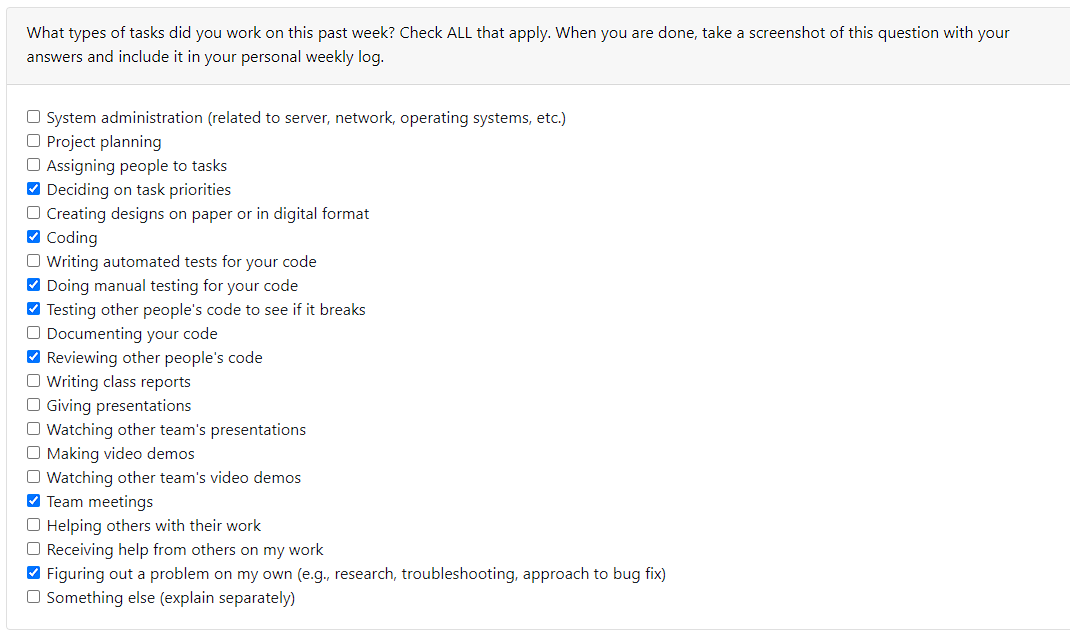 What types of tasks did you work on this past week? Check ALL that apply. When you are done, take a screenshot of this question with your
answers and include it in your personal weekly log.
System administration (related to server, network, operating systems, etc.)
Project planning
Assigning people to tasks
Deciding on task priorities
Creating designs on paper or in digital format
Coding
Writing automated tests for your code
Doing manual testing for your code
Testing other people's code to see if it breaks
Documenting your code
Reviewing other people's code
Writing class reports
Giving presentations
Watching other team's presentations
Making video demos
Watching other team's video demos
Team meetings
Helping others with their work
Receiving help from others on my work
Figuring out a problem on my own (e.g., research, troubleshooting, approach to bug fix)
Something else (explain separately)